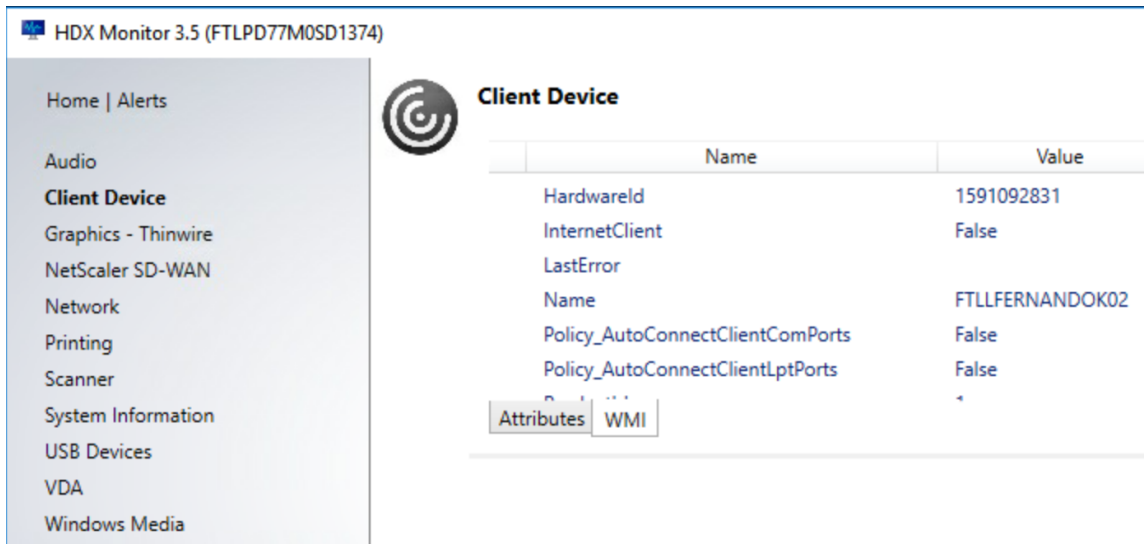 HDX Monitor 3.5 (FTLPD77M0SD1374)
Home | Alerts
Audio
Client Device
Graphics - Thinwire
NetScaler SD-WAN
Network
Printing
Scanner
System Information
USB Devices
VDA
Windows Media
Client Device
Name Value
HardwareId 1591092831
InternetClient False
LastError
Name FTLLFERNANDOK02
Policy_AutoConnectClientComPorts False
Policy_AutoConnectClientLptPorts False
Attributes WMI